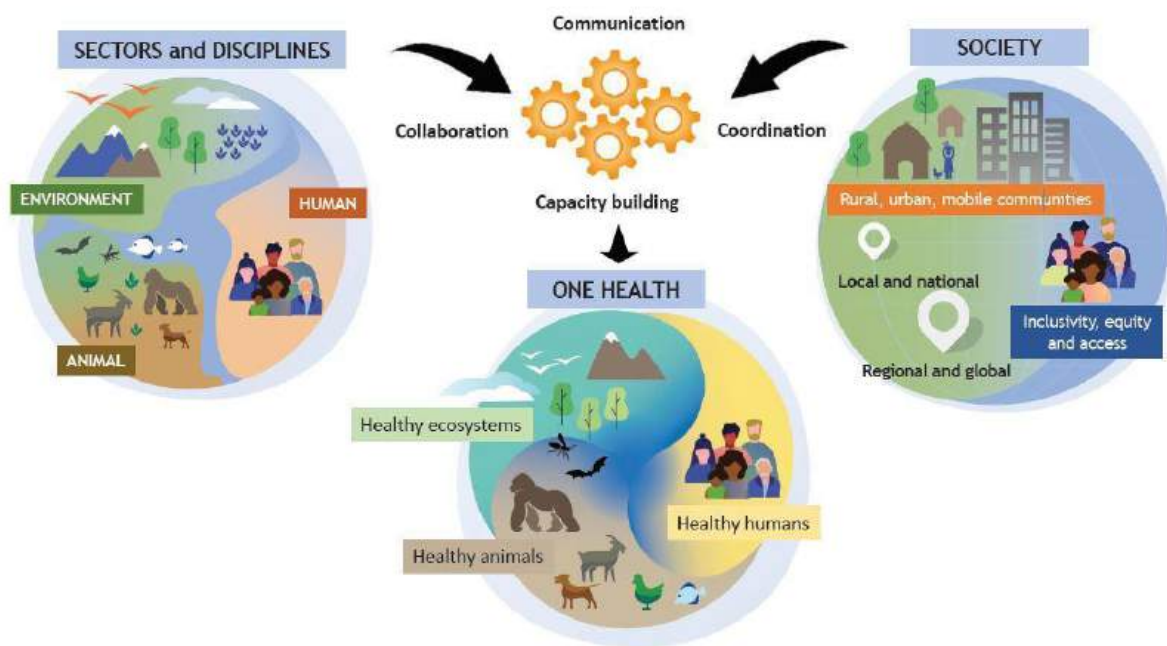 Communication
SECTORS and DISCIPLINES
SOCIETY
Collaboration
Coordination
ENVIRONMENT
HUMAN
Rural, urban, mobile communities
Capacity building
Local and national
ONE HEALTH
Inclusivity, equity
and access
ANIMAL
Regional and global
Healthy ecosystems
Healthy humans
Healthy animals